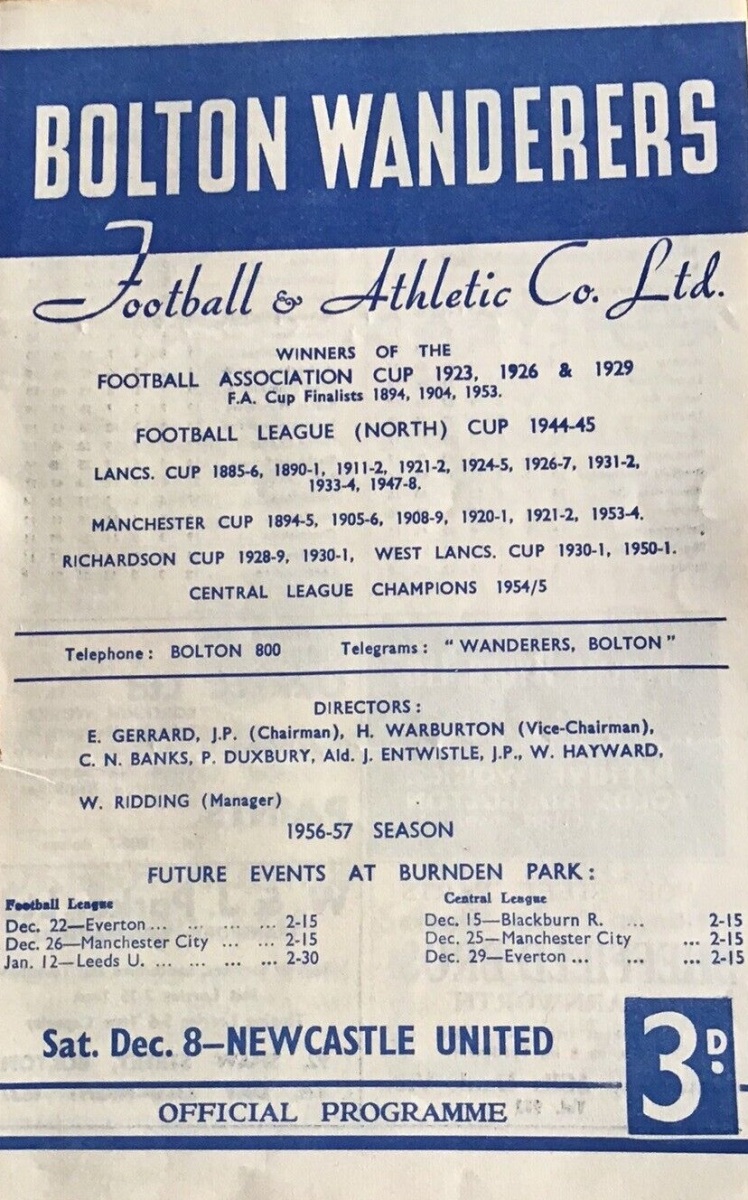 BOLTON WANDERERS
Football & Athletic Co. Ltd.
WINNERS OF THE
FOOTBALL ASSOCIATION CUP 1923, 1926 & 1929
F.A. Cup Finalists 1894, 1904, 1953.
FOOTBALL LEAGUE (NORTH) CUP 1944-45
LANCS. CUP 1885-6, 1890-1, 1911-2, 1921-2, 1924-5, 1926-7, 1931-2,
1933-4, 1947-8.
MANCHESTER CUP 1894-5, 1905-6, 1908-9, 1920-1, 1921-2, 1953-4.
RICHARDSON CUP 1928-9, 1930-1, WEST LANCS. CUP 1930-1, 1950-1.
CENTRAL LEAGUE CHAMPIONS 1954/5
Telephone: BOLTON 800 Telegrams: "WANDERERS, BOLTON"
DIRECTORS:
E. GERRARD, J.P. (Chairman), H. WARBURTON (Vice-Chairman),
C. N. BANKS, P. DUXBURY, Ald. J. ENTWISTLE, J.P., W. HAYWARD,
W. RIDDING (Manager)
1956-57 SEASON
FUTURE EVENTS AT BURNDEN PARK:
Football League
Dec. 22—Everton ... ... ... ... 2-15
Dec. 26—Manchester City ... ... 2-15
Jan. 12—Leeds U. ... ... ... ... 2-30
Central League
Dec. 15—Blackburn R. ... 2-15
Dec. 25—Manchester City ... 2-15
Dec. 29—Everton ... ... ... 2-15
Sat. Dec. 8—NEWCASTLE UNITED
3D.
OFFICIAL PROGRAMME